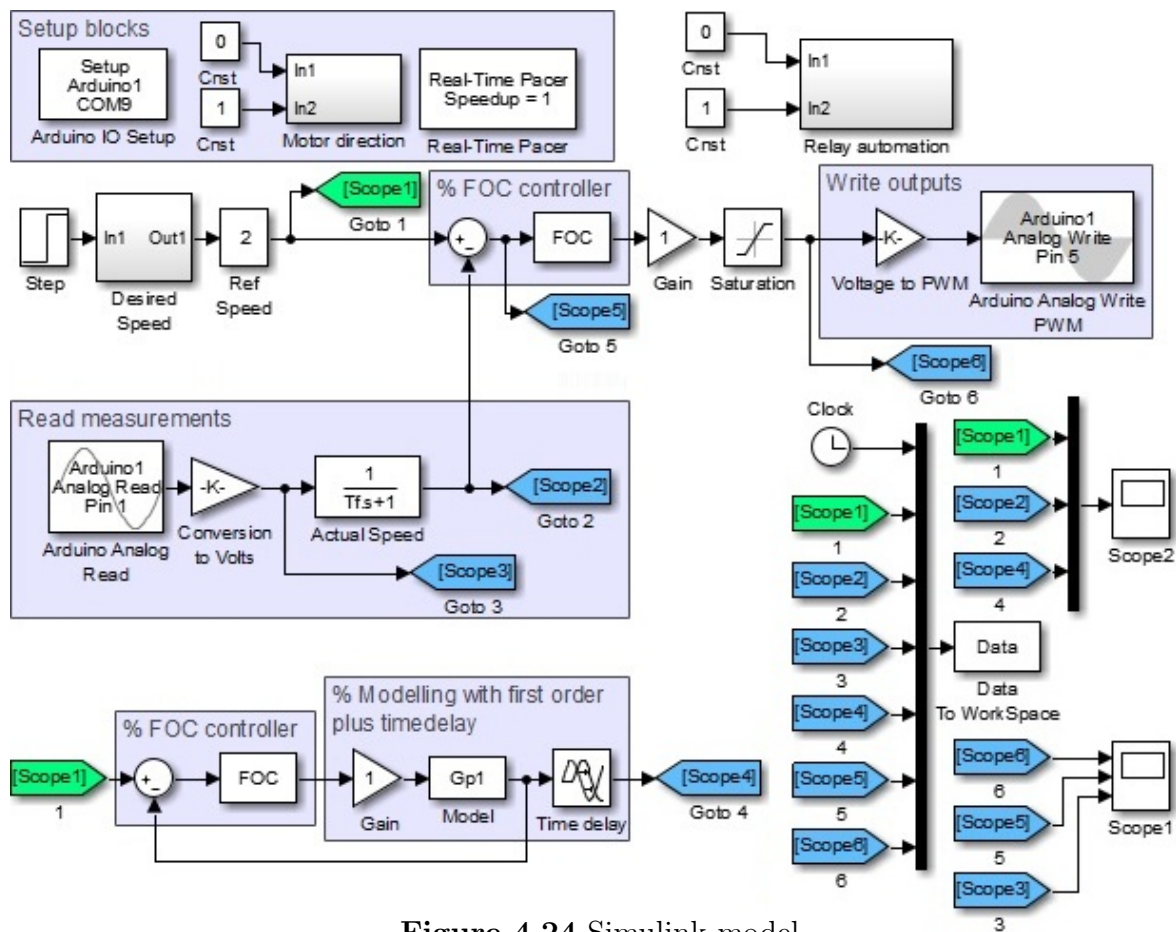 Setup blocks
Setup
Arduino1
COM9
Arduino IO Setup
0
Cnst
1
Cnst
In1
In2
Motor direction
Real-Time Pacer
Speedup = 1
Real-Time Pacer
0
Cnst
1
Cnst
In1
In2
Relay automation
Step
In1 Out1
Desired
Speed
2
Ref
Speed
[Scope1]
Goto 1
% FOC controller
+
-
FOC
[Scope5]
Goto 5
1
Gain
Saturation
Write outputs
-K-
Voltage to PWM
Arduino1
Analog Write
Pin 5
Arduino Analog Write
PWM
[Scope6]
Goto 6
Read measurements
Arduino1
Analog Read
Pin 1
Arduino Analog
Read
-K-
Conversion
to Volts
1
Tf.s+1
Actual Speed
[Scope2]
Goto 2
[Scope3]
Goto 3
Clock
[Scope1]
1
[Scope2]
2
[Scope3]
3
[Scope4]
4
[Scope5]
5
[Scope6]
6
Data
Data
To WorkSpace
[Scope1]
1
[Scope2]
2
[Scope4]
4
Scope2
[Scope6]
6
[Scope5]
5
[Scope3]
3
Scope1
[Scope1]
1
% FOC controller
+
-
FOC
% Modelling with first order
plus timedelay
1
Gain
Gp1
Model
Time delay
[Scope4]
Goto 4
Figure 4.24 Simulink model